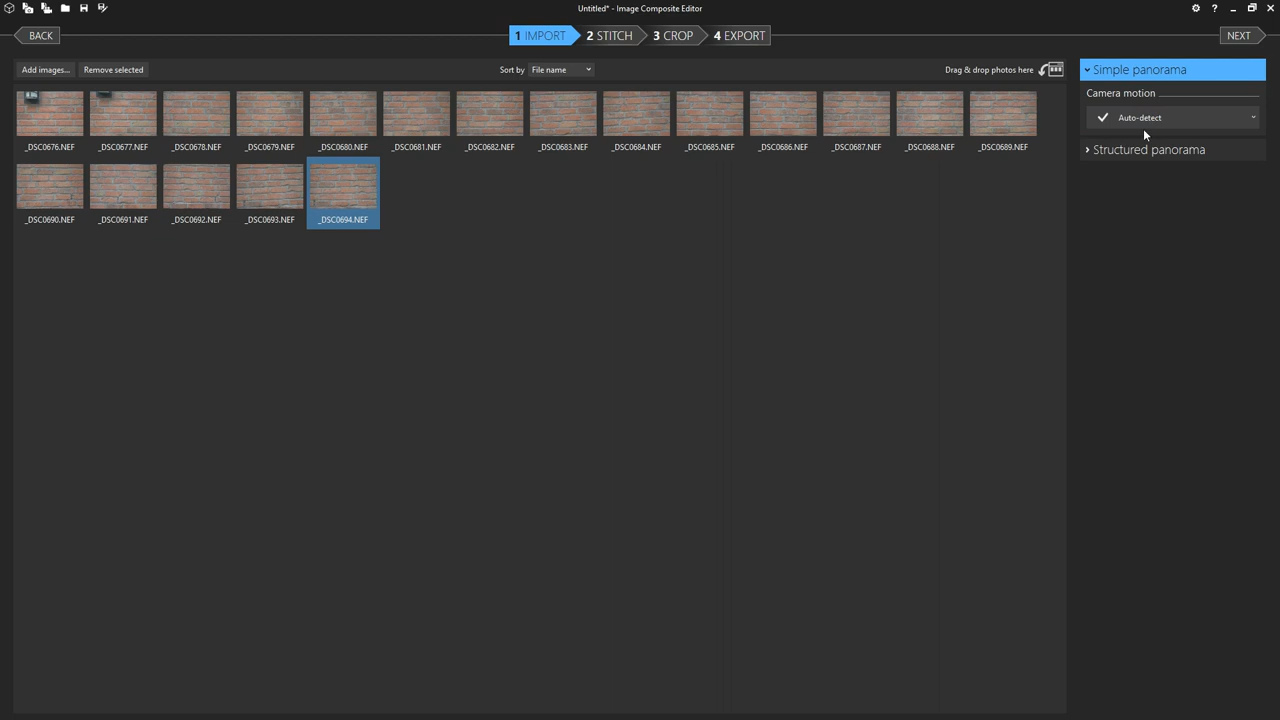 Untitled* - Image Composite Editor
BACK
1 IMPORT
2 STITCH
3 CROP
4 EXPORT
NEXT
Add images...
Remove selected
Sort by
File name
Drag & drop photos here
Simple panorama
Camera motion
Auto-detect
Structured panorama
_DSC0676.NEF
_DSC0677.NEF
_DSC0678.NEF
_DSC0679.NEF
_DSC0680.NEF
_DSC0681.NEF
_DSC0682.NEF
_DSC0683.NEF
_DSC0684.NEF
_DSC0685.NEF
_DSC0686.NEF
_DSC0687.NEF
_DSC0688.NEF
_DSC0689.NEF
_DSC0690.NEF
_DSC0691.NEF
_DSC0692.NEF
_DSC0693.NEF
_DSC0694.NEF